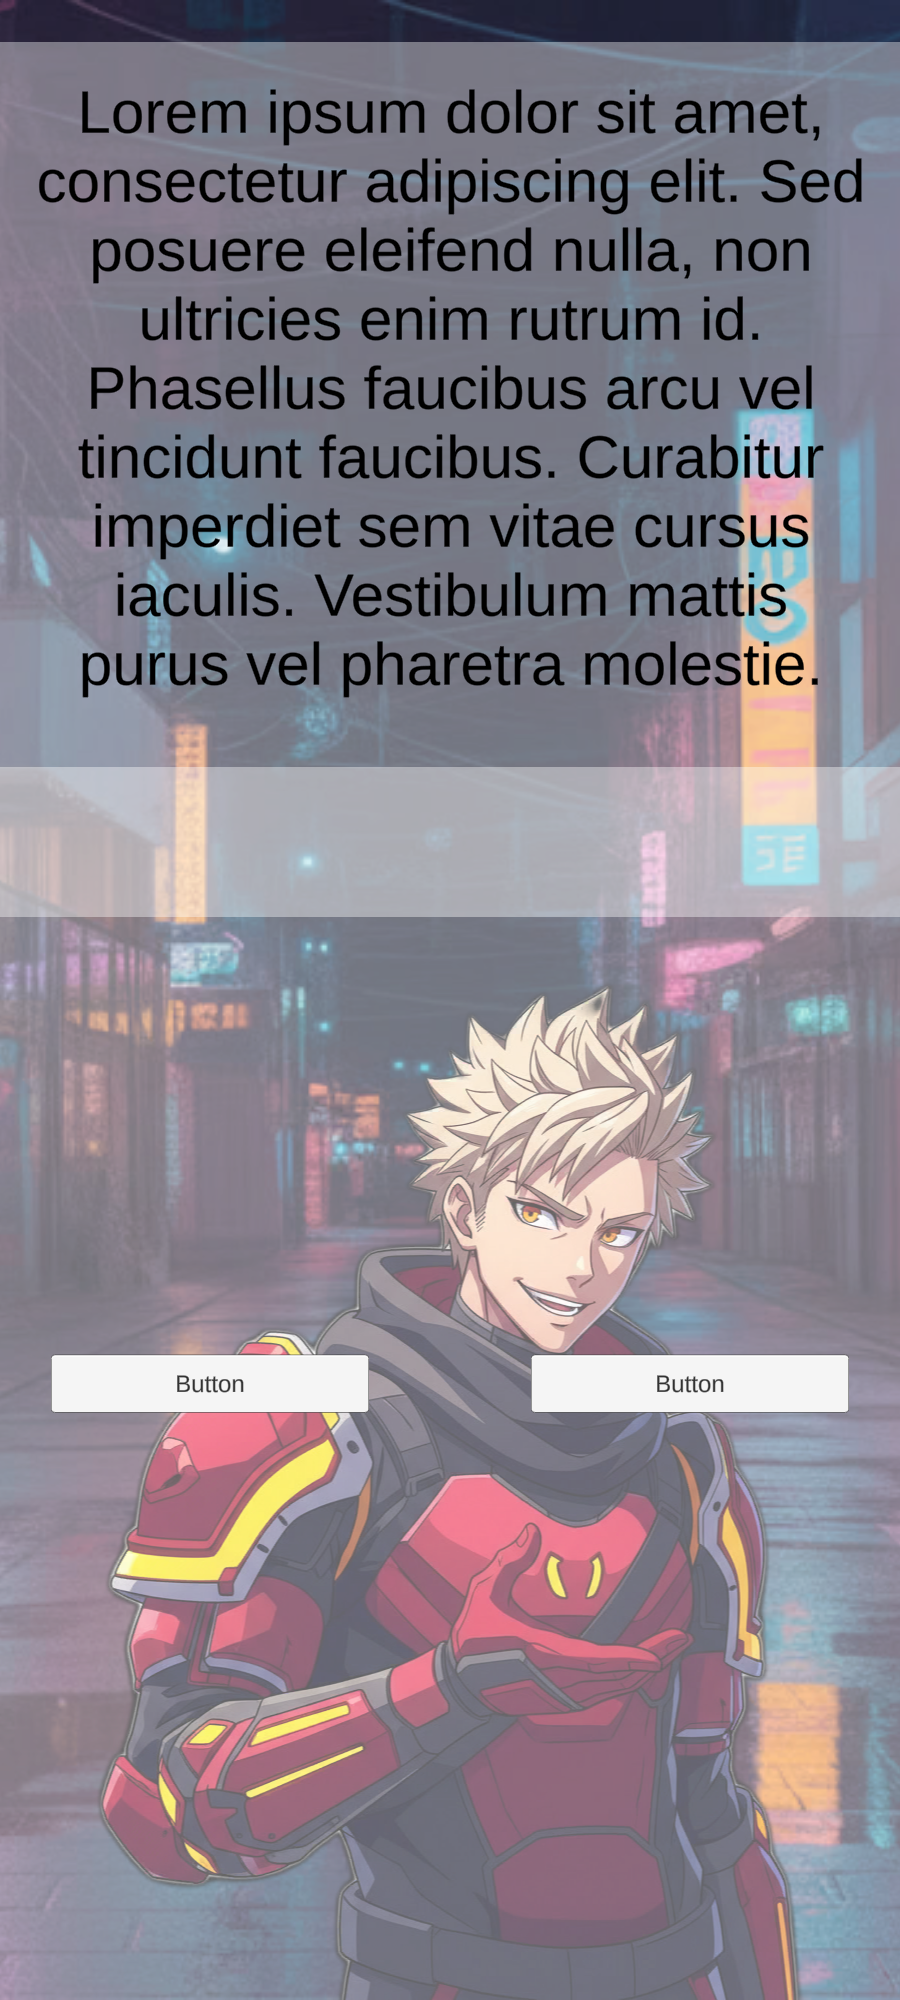 Lorem ipsum dolor sit amet,
consectetur adipiscing elit. Sed
posuere eleifend nulla, non
ultricies enim rutrum id.
Phasellus faucibus arcu vel
tincidunt faucibus. Curabitur
imperdiet sem vitae cursus
iaculis. Vestibulum mattis
purus vel pharetra molestie.
Button
Button